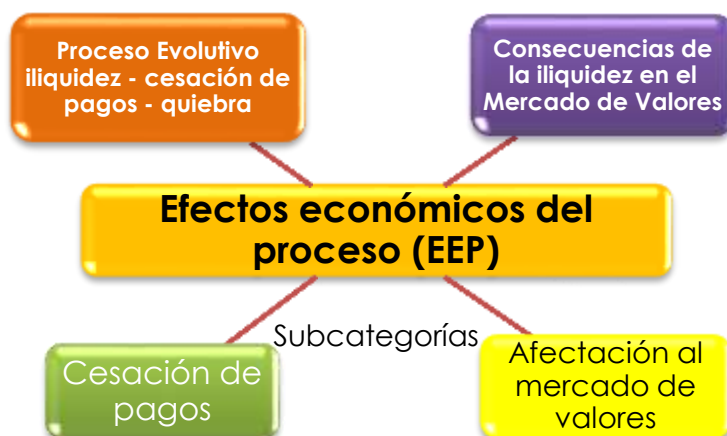 Proceso Evolutivo
iliquidez - cesación de
pagos - quiebra
Consecuencias de
la iliquidez en el
Mercado de Valores
Efectos económicos del
proceso (EEP)
Subcategorías
Cesación de
pagos
Afectación al
mercado de
valores